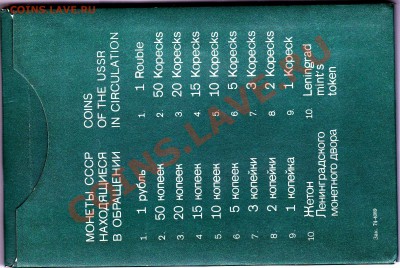 COINS.LAVE.RU
МОНЕТЫ СССР
НАХОДЯЩИЕСЯ
В ОБРАЩЕНИИ
1. 1 рубль
2. 50 копеек
3. 20 копеек
4. 15 копеек
5. 10 копеек
6. 5 копеек
7. 3 копейки
8. 2 копейки
9. 1 копейка
10. Жетон
Ленинградского
монетного двора
COINS
OF THE USSR
IN CIRCULATION
1. 1 Rouble
2. 50 Kopecks
3. 20 Kopecks
4. 15 Kopecks
5. 10 Kopecks
6. 5 Kopecks
7. 3 Kopecks
8. 2 Kopecks
9. 1 Kopeck
10. Leningrad
mint's
token
COINS.LAVE.RU